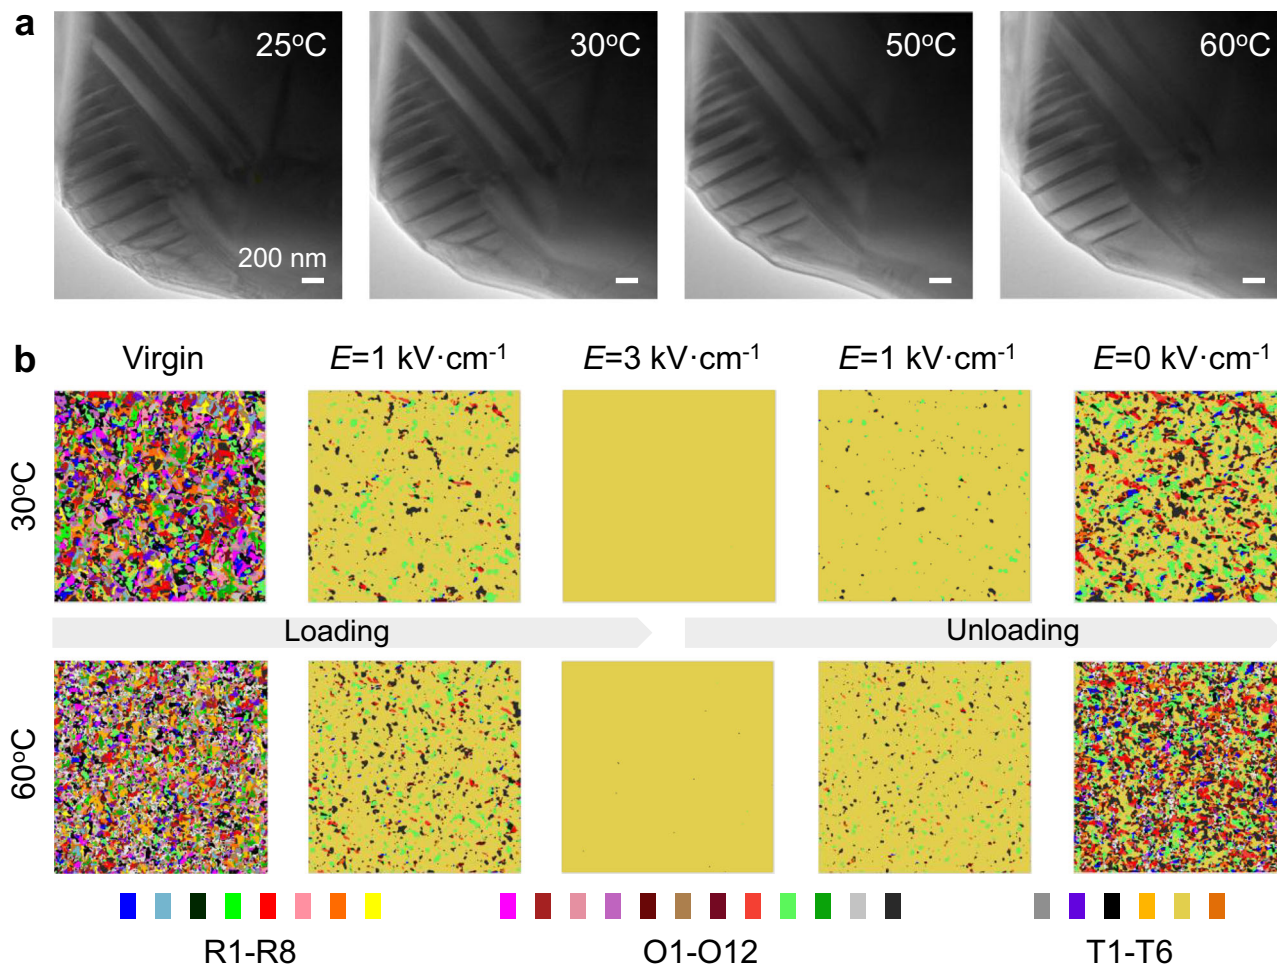 a
25°C
30°C
50°C
60°C
200 nm
b
Virgin
E=1 kV·cm⁻¹
E=3 kV·cm⁻¹
E=1 kV·cm⁻¹
E=0 kV·cm⁻¹
30°C
Loading
Unloading
60°C
R1-R8
O1-O12
T1-T6